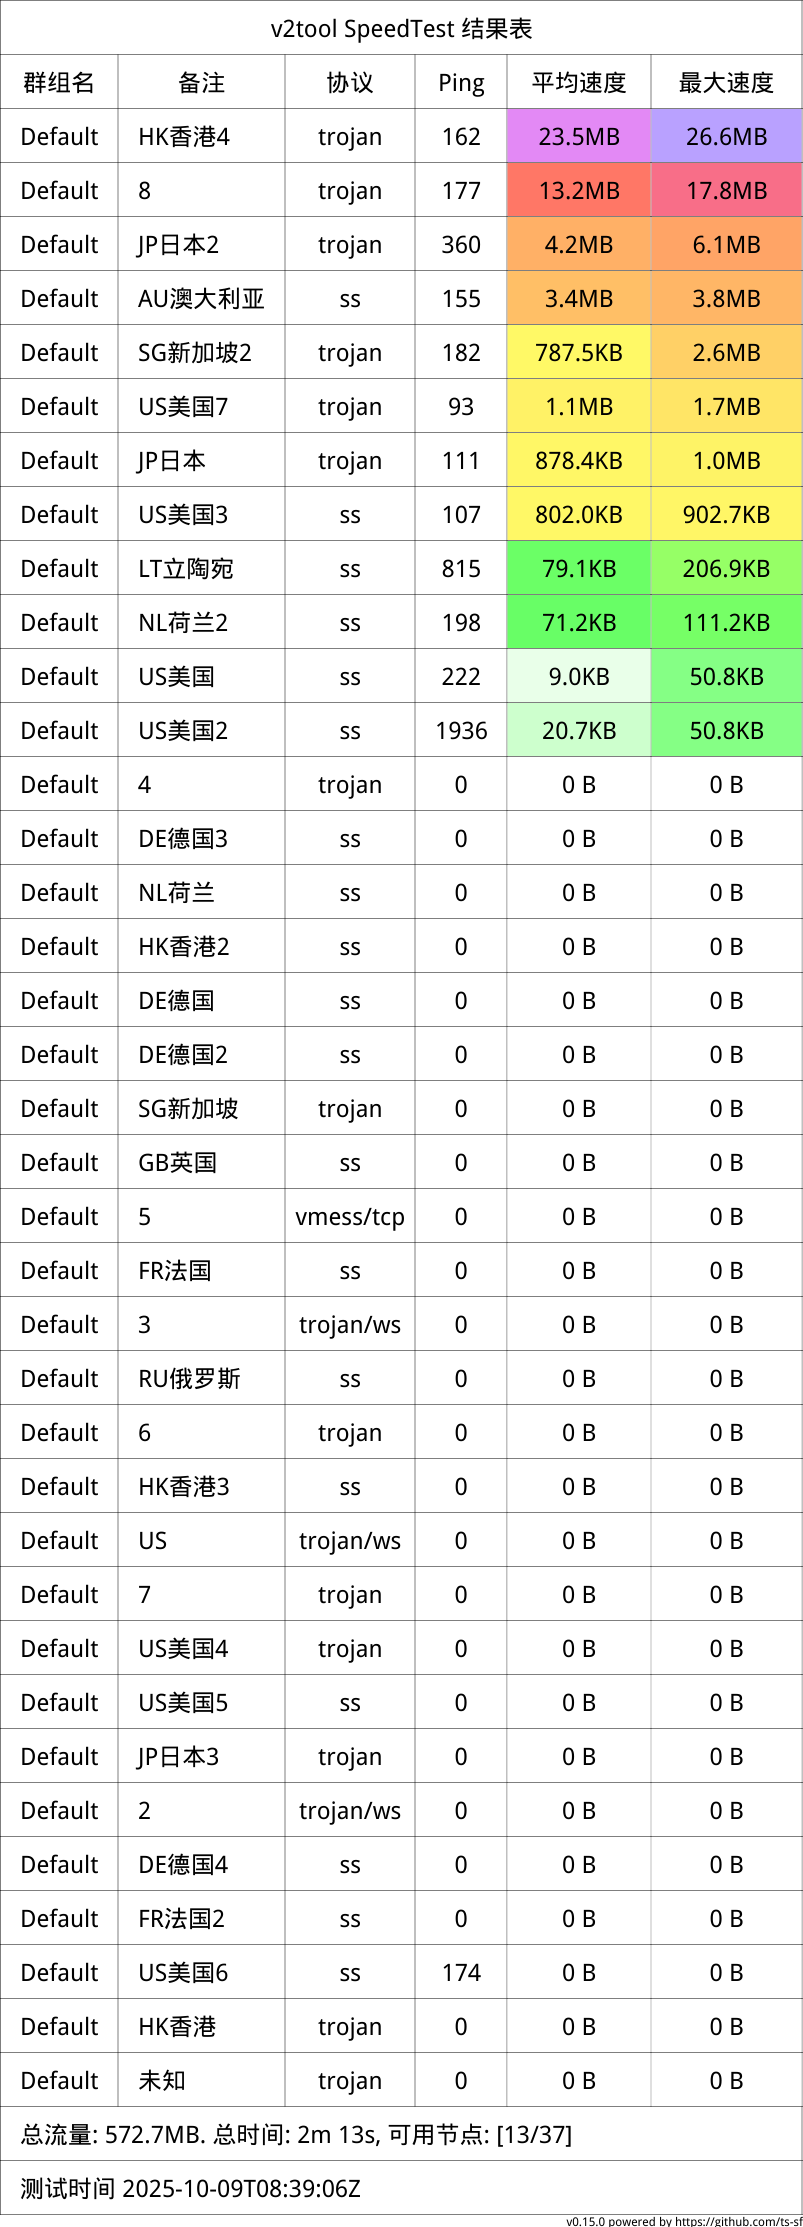 v2tool SpeedTest 结果表
群组名 备注 协议 Ping 平均速度 最大速度
Default HK香港4 trojan 162 23.5MB 26.6MB
Default 8 trojan 177 13.2MB 17.8MB
Default JP日本2 trojan 360 4.2MB 6.1MB
Default AU澳大利亚 ss 155 3.4MB 3.8MB
Default SG新加坡2 trojan 182 787.5KB 2.6MB
Default US美国7 trojan 93 1.1MB 1.7MB
Default JP日本 trojan 111 878.4KB 1.0MB
Default US美国3 ss 107 802.0KB 902.7KB
Default LT立陶宛 ss 815 79.1KB 206.9KB
Default NL荷兰2 ss 198 71.2KB 111.2KB
Default US美国 ss 222 9.0KB 50.8KB
Default US美国2 ss 1936 20.7KB 50.8KB
Default 4 trojan 0 0 B 0 B
Default DE德国3 ss 0 0 B 0 B
Default NL荷兰 ss 0 0 B 0 B
Default HK香港2 ss 0 0 B 0 B
Default DE德国 ss 0 0 B 0 B
Default DE德国2 ss 0 0 B 0 B
Default SG新加坡 trojan 0 0 B 0 B
Default GB英国 ss 0 0 B 0 B
Default 5 vmess/tcp 0 0 B 0 B
Default FR法国 ss 0 0 B 0 B
Default 3 trojan/ws 0 0 B 0 B
Default RU俄罗斯 ss 0 0 B 0 B
Default 6 trojan 0 0 B 0 B
Default HK香港3 ss 0 0 B 0 B
Default US trojan/ws 0 0 B 0 B
Default 7 trojan 0 0 B 0 B
Default US美国4 trojan 0 0 B 0 B
Default US美国5 ss 0 0 B 0 B
Default JP日本3 trojan 0 0 B 0 B
Default 2 trojan/ws 0 0 B 0 B
Default DE德国4 ss 0 0 B 0 B
Default FR法国2 ss 0 0 B 0 B
Default US美国6 ss 174 0 B 0 B
Default HK香港 trojan 0 0 B 0 B
Default 未知 trojan 0 0 B 0 B
总流量: 572.7MB. 总时间: 2m 13s, 可用节点: [13/37]
测试时间 2025-10-09T08:39:06Z
v0.15.0 powered by https://github.com/ts-sf